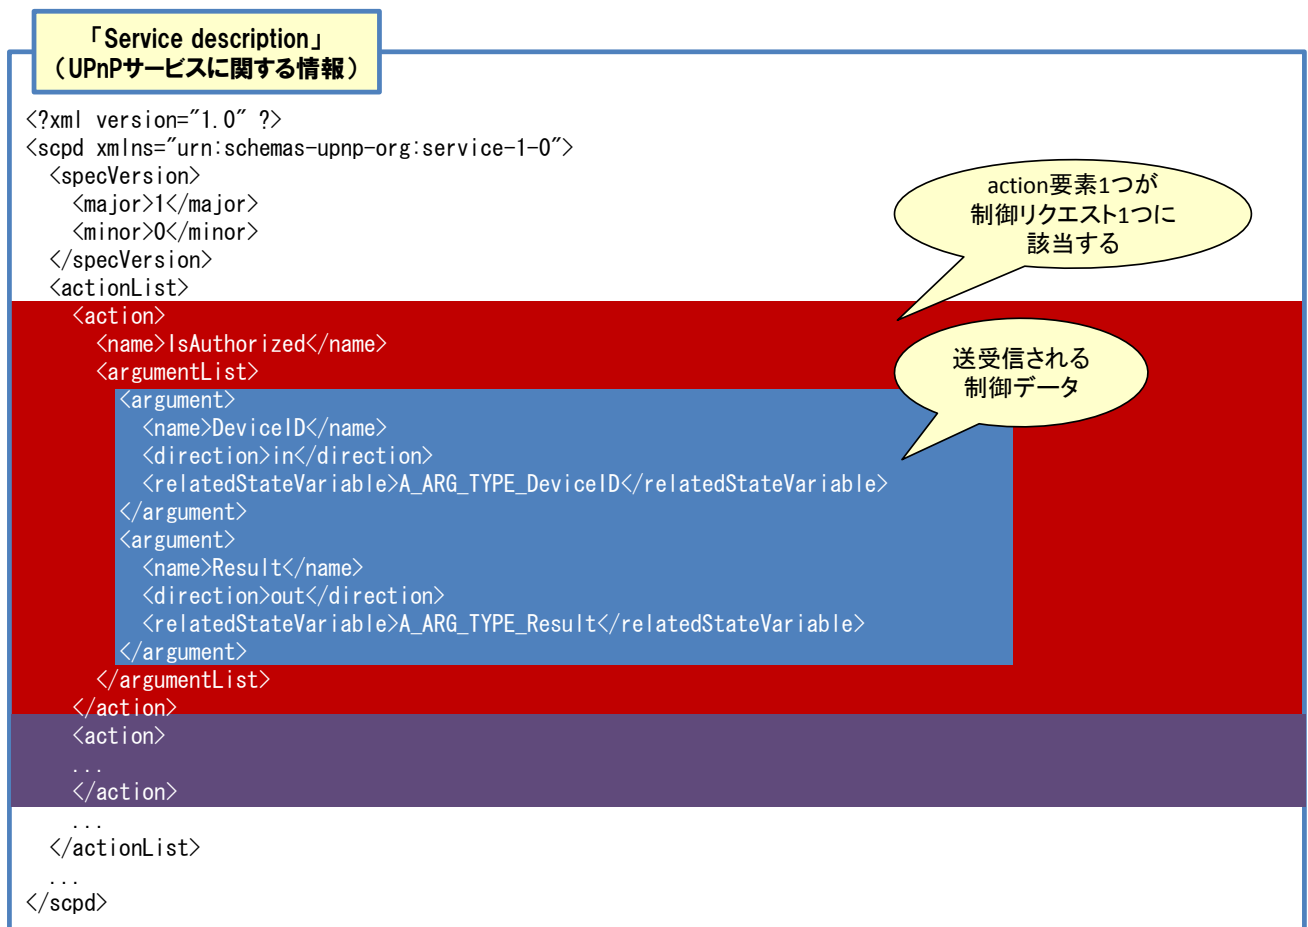 「Service description」
（UPnPサービスに関する情報）
<?xml version="1.0" ?>
<scpd xmlns="urn:schemas-upnp-org:service-1-0">
<specVersion>
<major>1</major>
<minor>0</minor>
</specVersion>
<actionList>
action要素1つが
制御リクエスト1つに
該当する
<action>
<name>IsAuthorized</name>
<argumentList>
送受信される
制御データ
<argument>
<name>DeviceID</name>
<direction>in</direction>
<relatedStateVariable>A_ARG_TYPE_DeviceID</relatedStateVariable>
</argument>
<argument>
<name>Result</name>
<direction>out</direction>
<relatedStateVariable>A_ARG_TYPE_Result</relatedStateVariable>
</argument>
</argumentList>
</action>
<action>
...
</action>
...
</actionList>
...
</scpd>